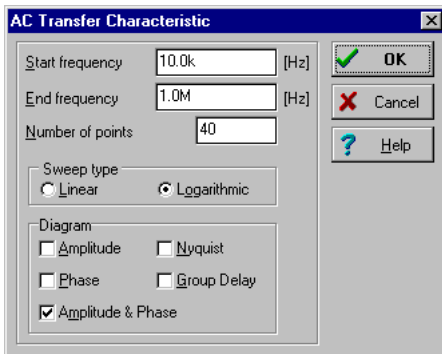 AC Transfer Characteristic
Start frequency 10.0k [Hz]
End frequency 1.0M [Hz]
Number of points 40
Sweep type
Linear Logarithmic
Diagram
Amplitude Nyquist
Phase Group Delay
Amplitude & Phase
OK
Cancel
Help